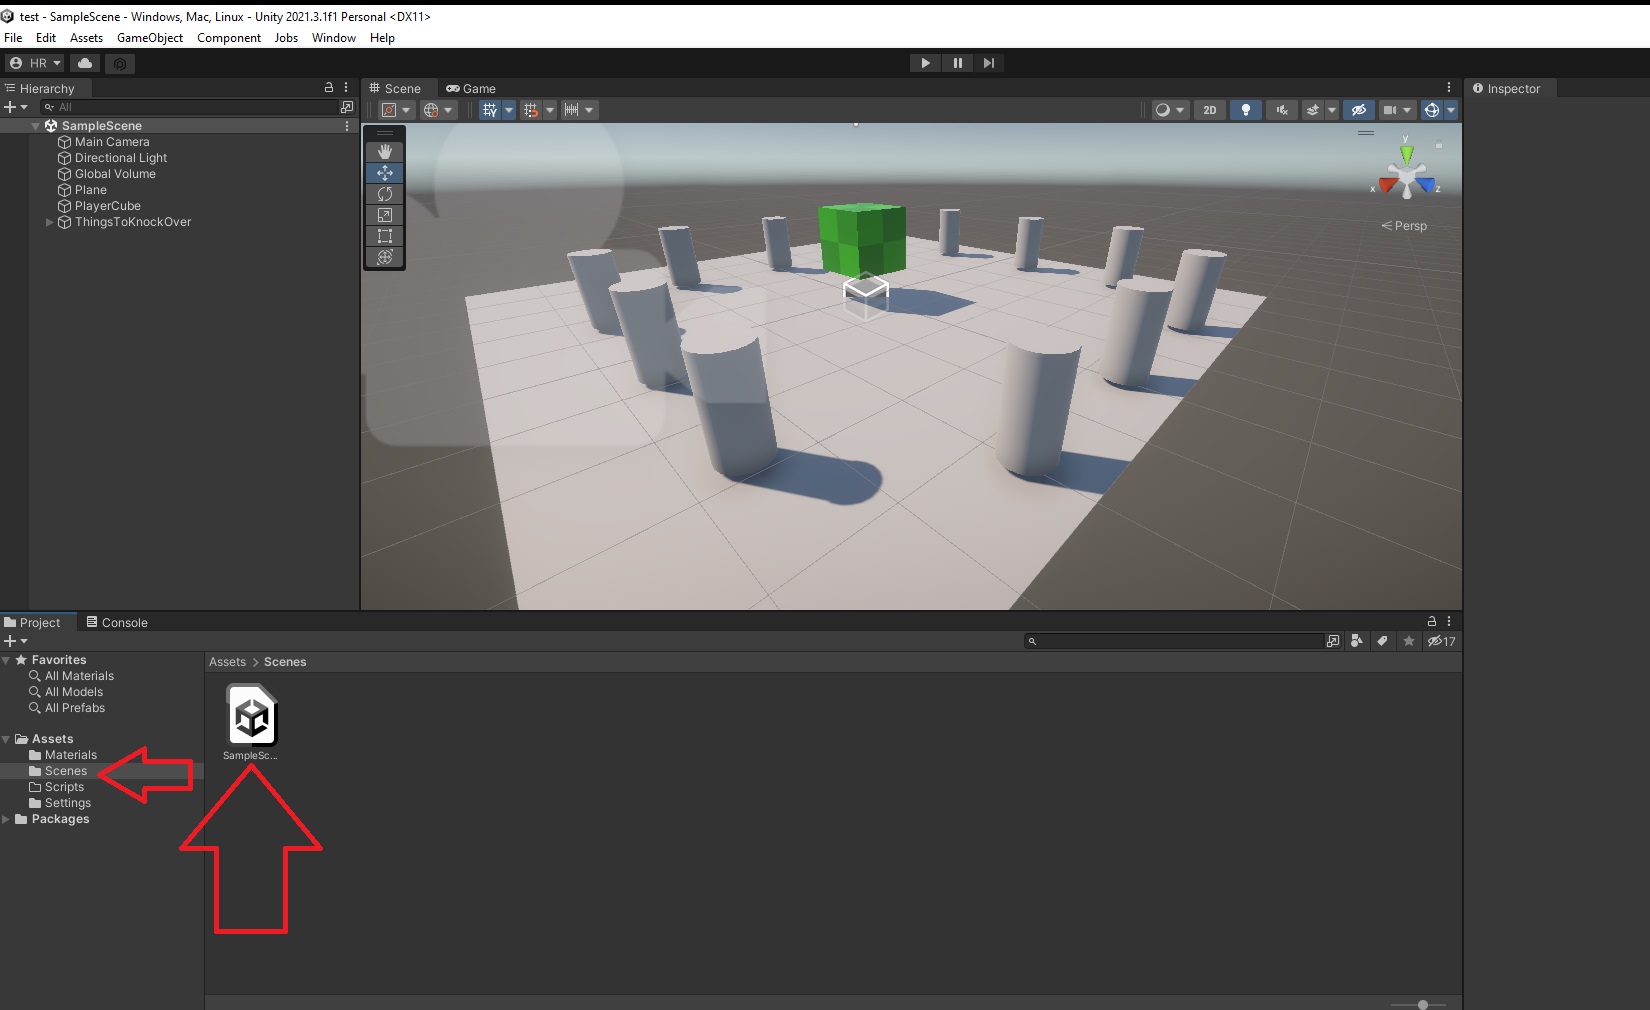 test - SampleScene - Windows, Mac, Linux - Unity 2021.3.1f1 Personal <DX11>
File Edit Assets GameObject Component Jobs Window Help
HR
Hierarchy
All
SampleScene
Main Camera
Directional Light
Global Volume
Plane
PlayerCube
ThingsToKnockOver
Scene Game
2D
y
x
z
Persp
Inspector
Project Console
17
Favorites
All Materials
All Models
All Prefabs
Assets
Materials
Scenes
Scripts
Settings
Packages
Assets > Scenes
SampleSc...